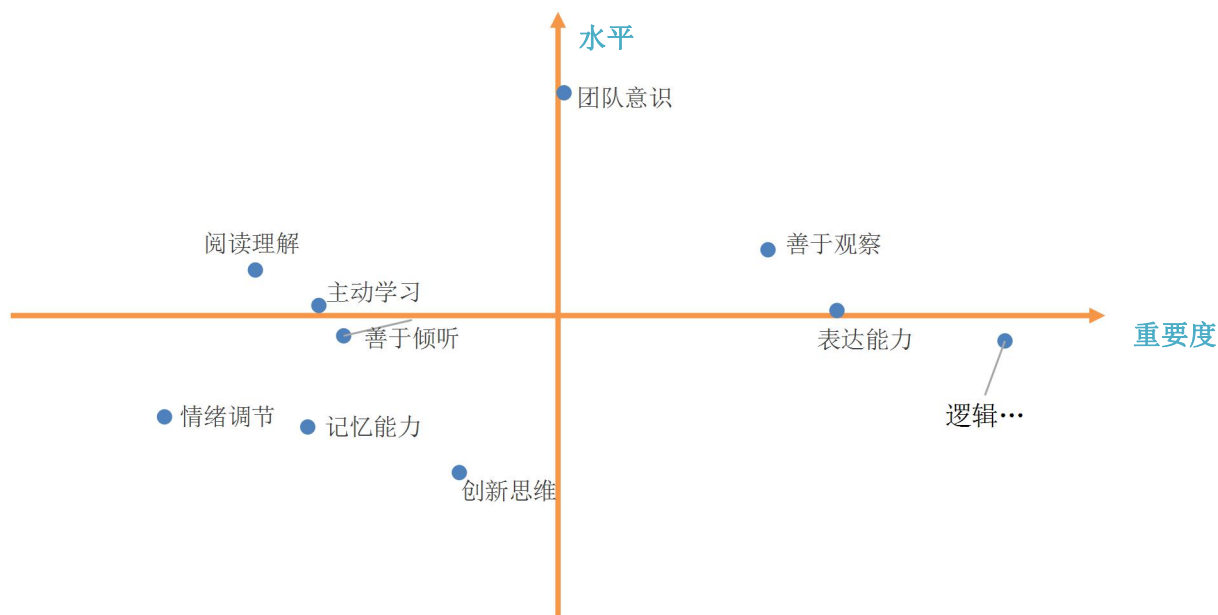 水平
团队意识
阅读理解
善于观察
主动学习
善于倾听
表达能力
重要度
情绪调节
记忆能力
逻辑…
创新思维